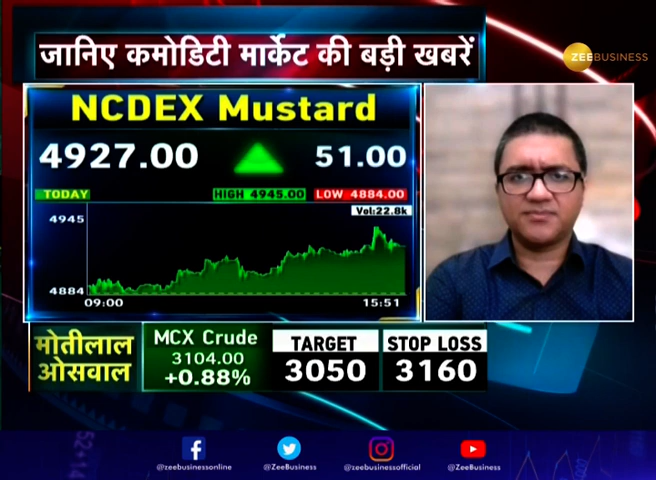 जानिए कमोडिटी मार्केट की बड़ी खबरें
ZEE BUSINESS
NCDEX Mustard
4927.00 51.00
TODAY HIGH 4945.00 LOW 4884.00
Vol:22.8k
4945
4884
09:00 15:51
मोतीलाल
ओसवाल
MCX Crude
3104.00
+0.88%
TARGET
3050
STOP LOSS
3160
@zeebusinessonline @ZeeBusiness @zeebusinessofficial @ZeeBusiness